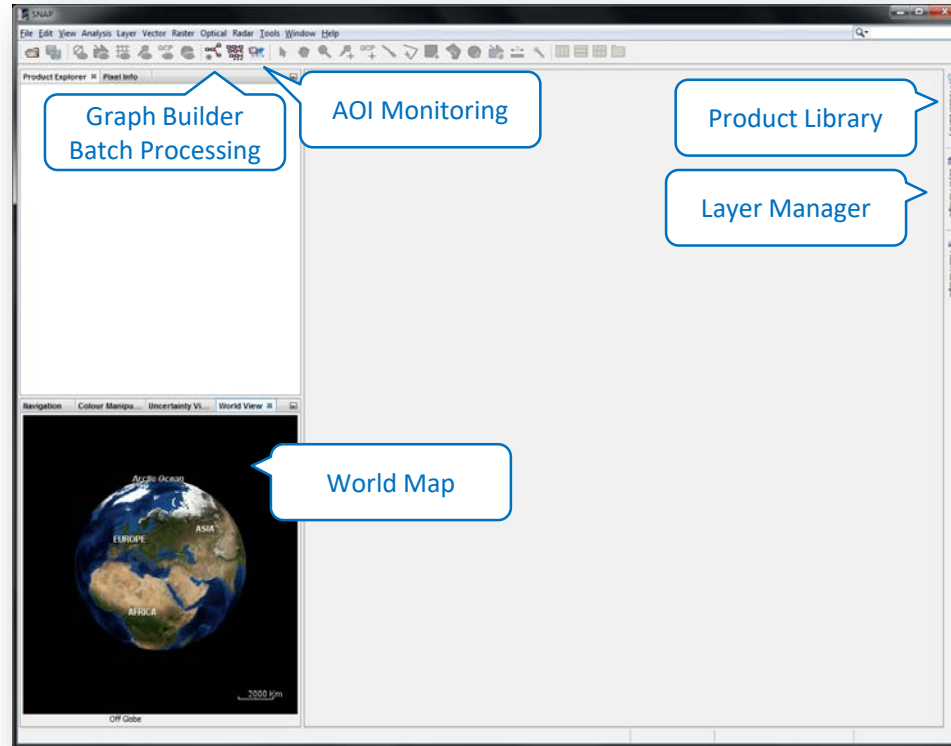 SNAP
File Edit View Analysis Layer Vector Raster Optical Radar Tools Window Help
Product Explorer Pixel Info
Graph Builder
Batch Processing
AOI Monitoring
Product Library
Layer Manager
Navigation Colour Manipu... Uncertainty Vi... World View
World Map
Arctic Ocean
ASIA
EUROPE
AFRICA
2000 Km
Off Globe